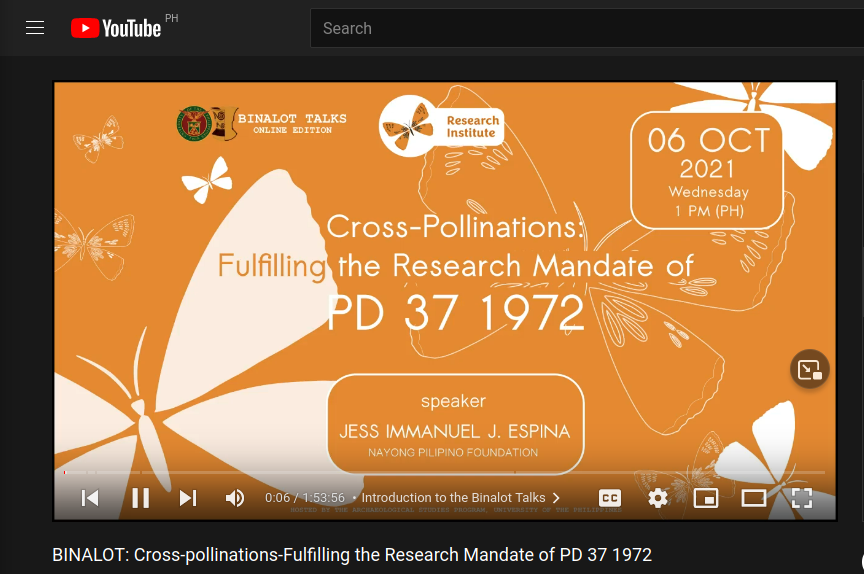 YouTube PH
Search
BINALOT TALKS
ONLINE EDITION
Research
Institute
06 OCT
2021
Wednesday
1 PM (PH)
Cross-Pollinations:
Fulfilling the Research Mandate of
PD 37 1972
speaker
JESS IMMANUEL J. ESPINA
NAYONG PILIPINO FOUNDATION
0:06 / 1:53:56 • Introduction to the Binalot Talks
CC
HOSTED BY THE ARCHAEOLOGICAL STUDIES PROGRAM, UNIVERSITY OF THE PHILIPPINES
BINALOT: Cross-pollinations-Fulfilling the Research Mandate of PD 37 1972